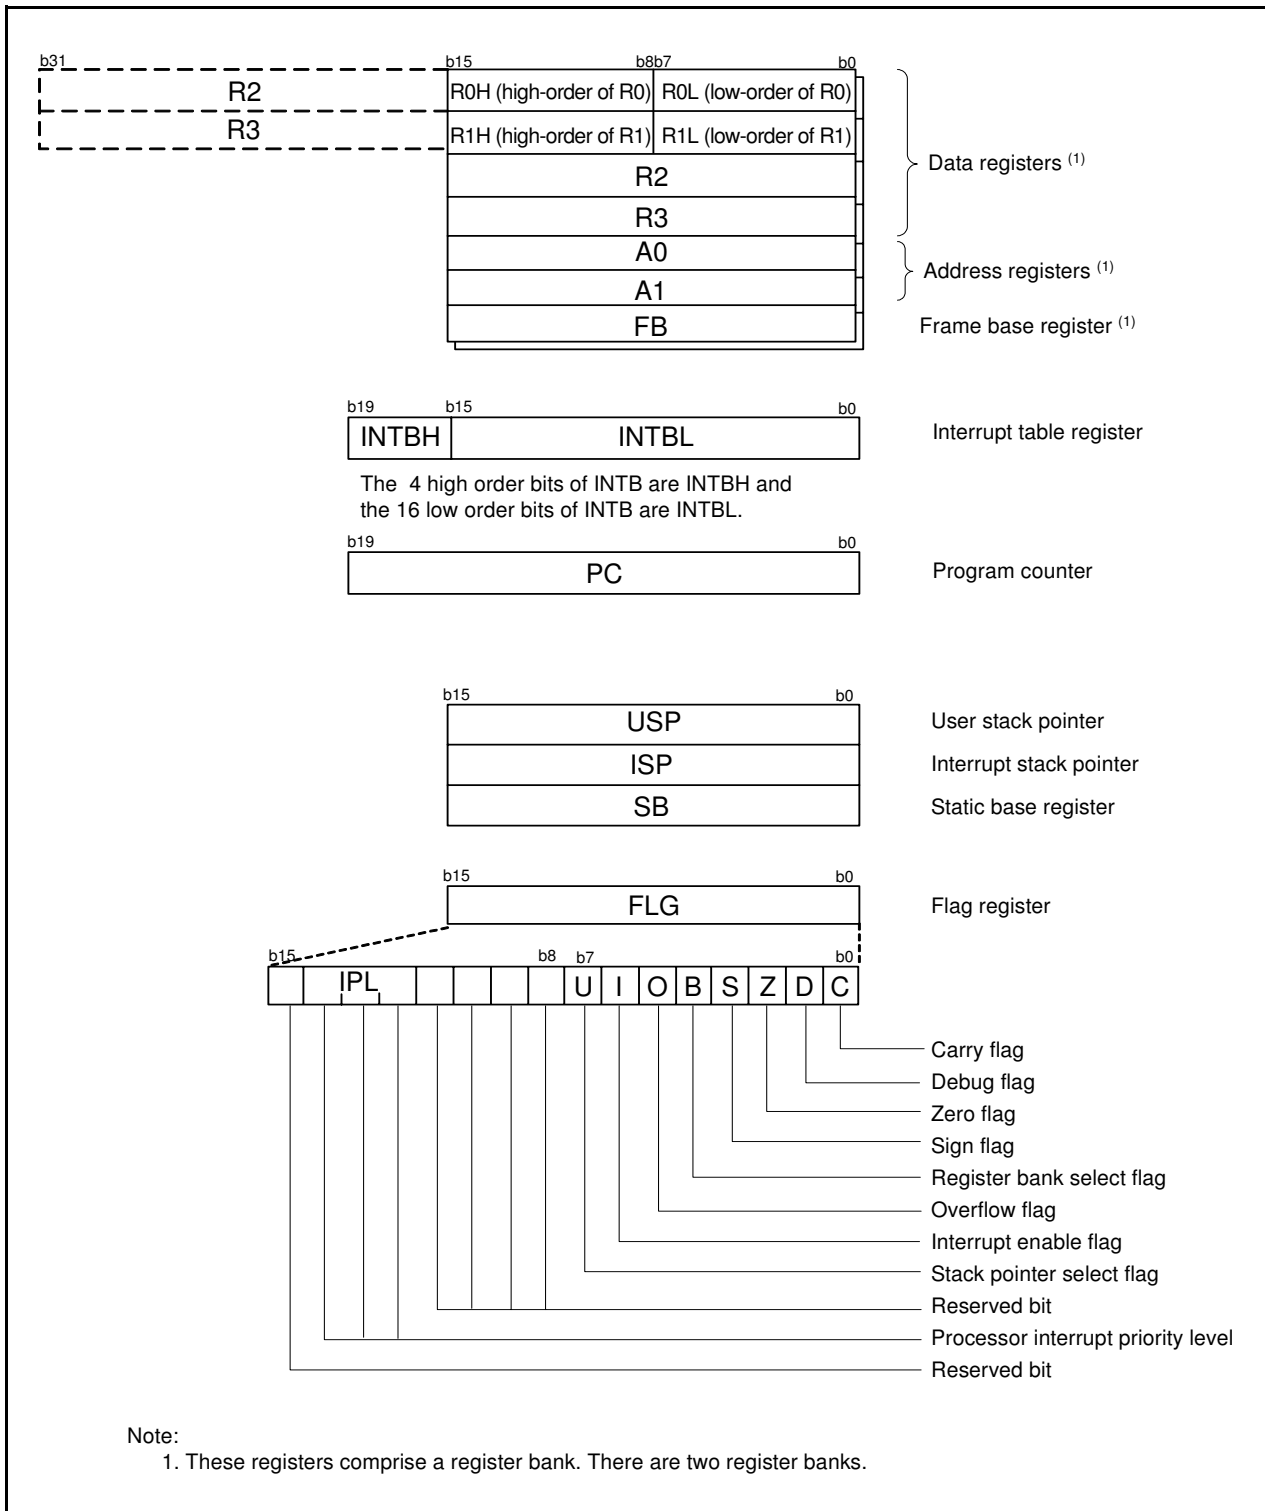 b31 b15 b8b7 b0
R2 R0H (high-order of R0) R0L (low-order of R0)
R3 R1H (high-order of R1) R1L (low-order of R1)
Data registers (1)
R2
R3
A0
Address registers (1)
A1
FB Frame base register (1)
b19 b15 b0
INTBH INTBL Interrupt table register
The 4 high order bits of INTB are INTBH and
the 16 low order bits of INTB are INTBL.
b19 b0
PC Program counter
b15 b0
USP User stack pointer
ISP Interrupt stack pointer
SB Static base register
b15 b0
FLG Flag register
b15 b8 b7 b0
IPL U I O B S Z D C
Carry flag
Debug flag
Zero flag
Sign flag
Register bank select flag
Overflow flag
Interrupt enable flag
Stack pointer select flag
Reserved bit
Processor interrupt priority level
Reserved bit
Note:
1. These registers comprise a register bank. There are two register banks.